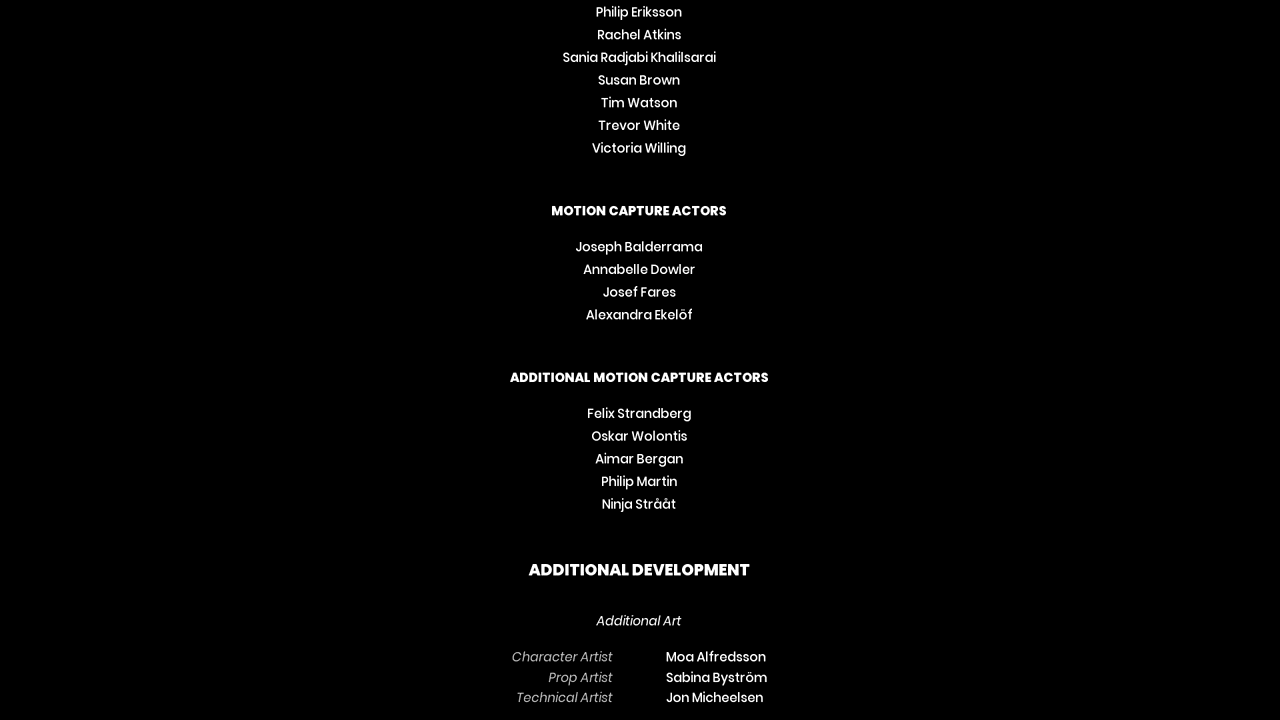 Philip Eriksson
Rachel Atkins
Sania Radjabi Khalilsarai
Susan Brown
Tim Watson
Trevor White
Victoria Willing
MOTION CAPTURE ACTORS
Joseph Balderrama
Annabelle Dowler
Josef Fares
Alexandra Ekelöf
ADDITIONAL MOTION CAPTURE ACTORS
Felix Strandberg
Oskar Wolontis
Aimar Bergan
Philip Martin
Ninja Strååt
ADDITIONAL DEVELOPMENT
Additional Art
Character Artist Moa Alfredsson
Prop Artist Sabina Byström
Technical Artist Jon Micheelsen